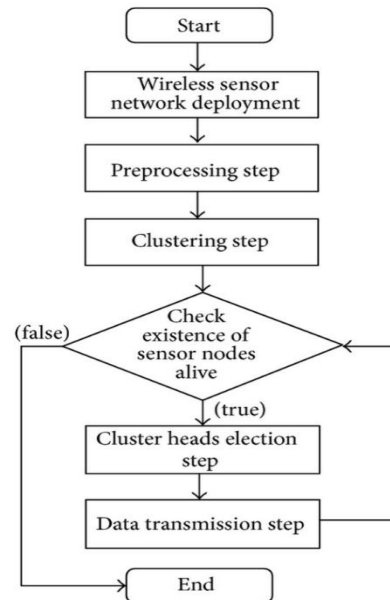 Start
Wireless sensor
network deployment
Preprocessing step
Clustering step
Check
existence of
sensor nodes
alive
(false)
(true)
Cluster heads election
step
Data transmission step
End